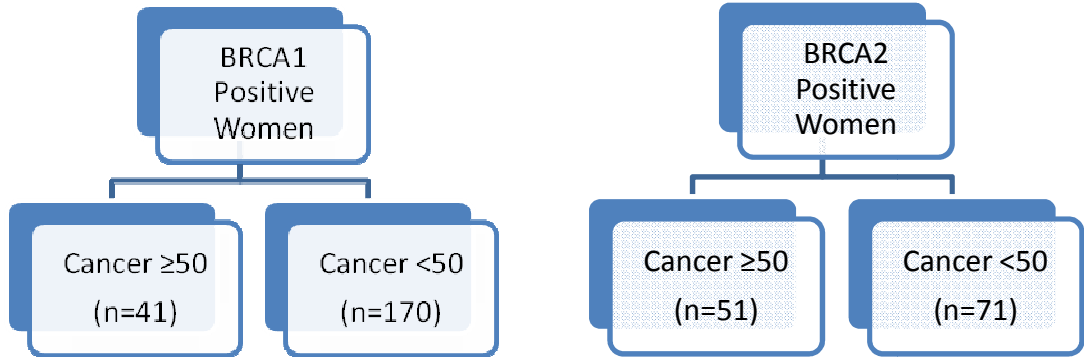 BRCA1
Positive
Women
Cancer ≥50
(n=41)
Cancer <50
(n=170)
BRCA2
Positive
Women
Cancer ≥50
(n=51)
Cancer <50
(n=71)